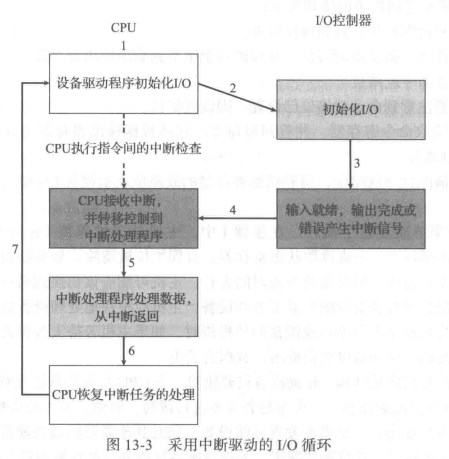 CPU
I/O控制器
1
设备驱动程序初始化I/O
2
初始化I/O
CPU执行指令间的中断检查
3
CPU接收中断，
并转移控制到
中断处理程序
4
输入就绪，输出完成或
错误产生中断信号
7
5
中断处理程序处理数据，
从中断返回
6
CPU恢复中断任务的处理
图 13-3 采用中断驱动的 I/O 循环